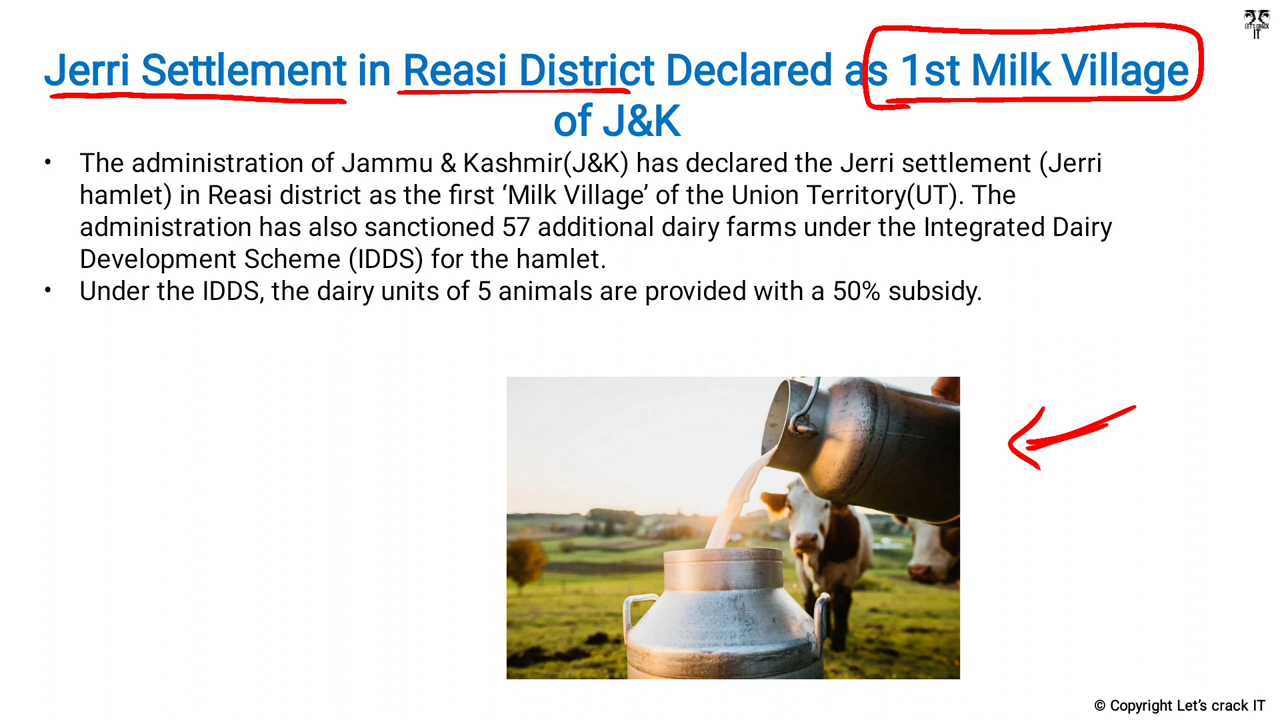 LET'S CRACK
IT
Jerri Settlement in Reasi District Declared as 1st Milk Village
of J&K
• The administration of Jammu & Kashmir(J&K) has declared the Jerri settlement (Jerri
hamlet) in Reasi district as the first ‘Milk Village’ of the Union Territory(UT). The
administration has also sanctioned 57 additional dairy farms under the Integrated Dairy
Development Scheme (IDDS) for the hamlet.
• Under the IDDS, the dairy units of 5 animals are provided with a 50% subsidy.
© Copyright Let’s crack IT